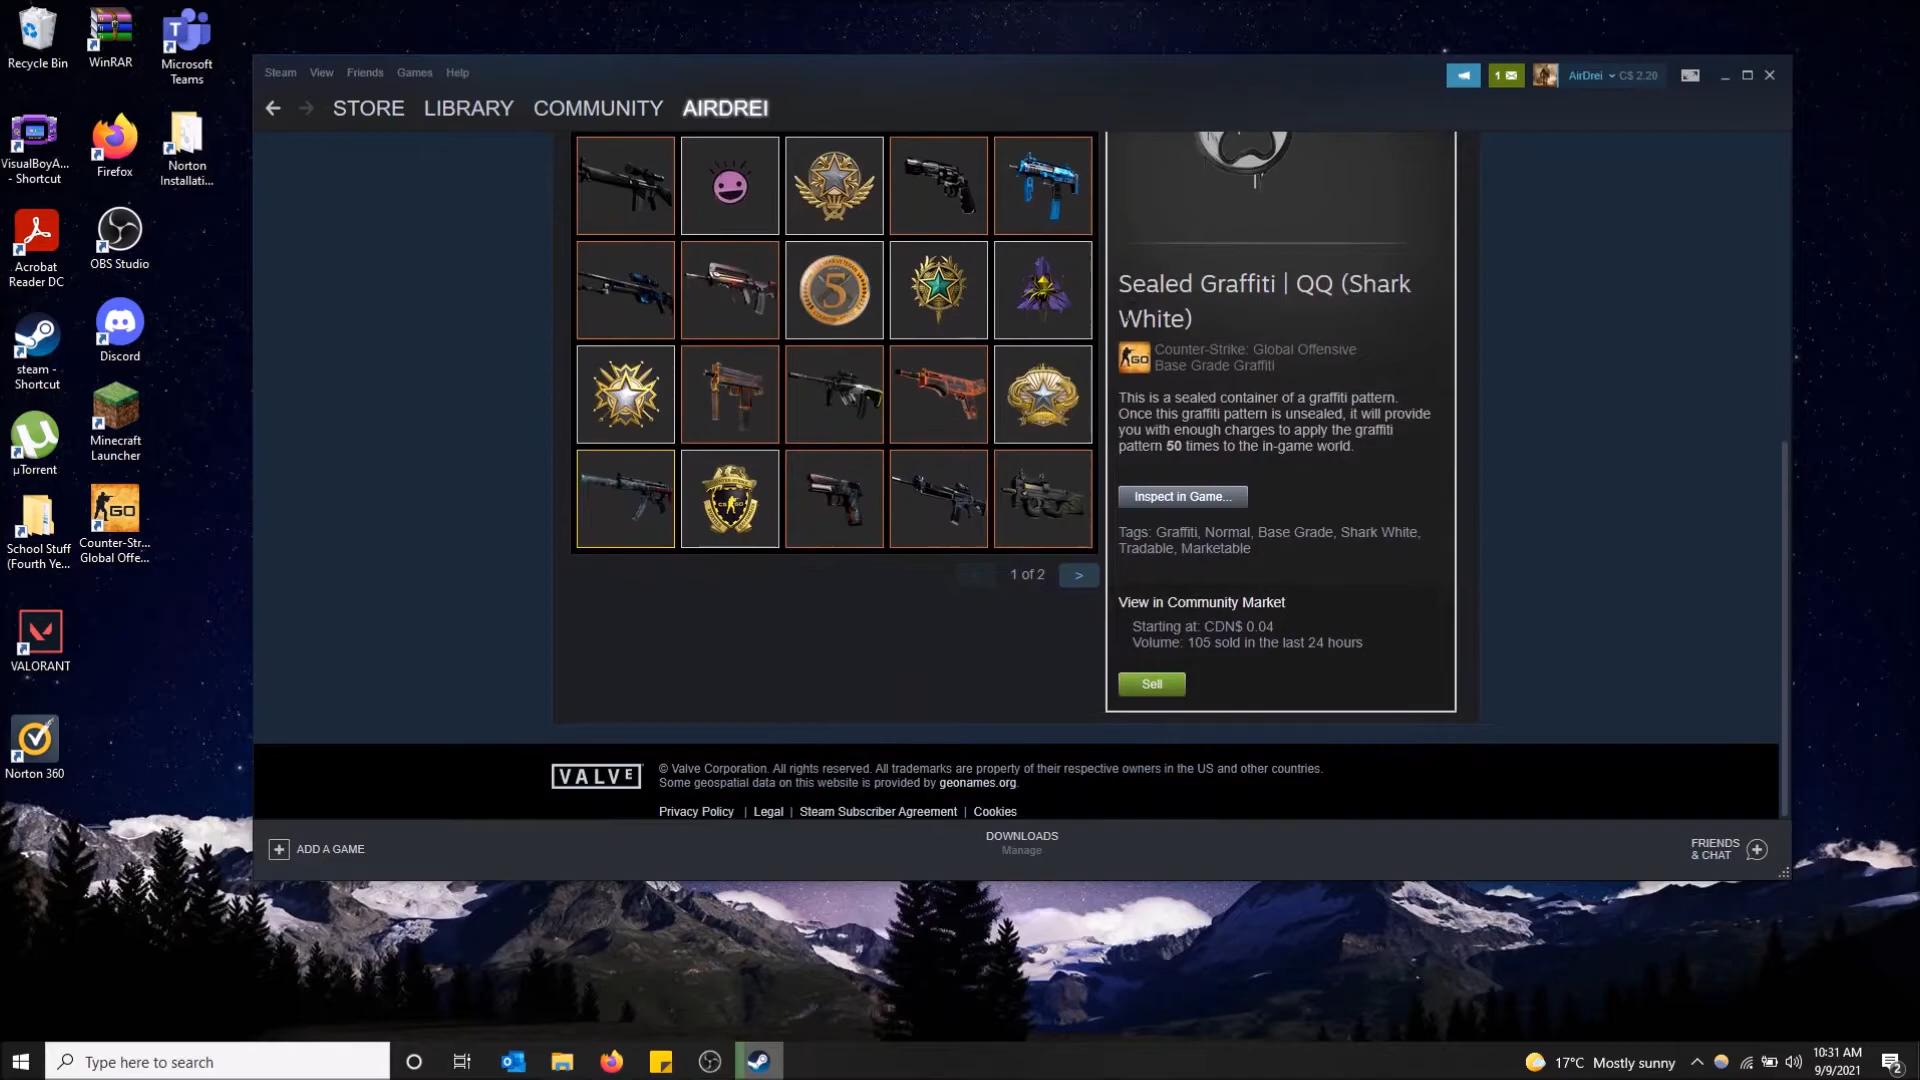 Recycle Bin
WinRAR
Microsoft
Teams
VisualBoyA...
- Shortcut
Firefox
Norton
Installati...
Acrobat
Reader DC
OBS Studio
steam -
Shortcut
Discord
µTorrent
Minecraft
Launcher
School Stuff
(Fourth Ye...
Counter-Str...
Global Offe...
VALORANT
Norton 360
Steam View Friends Games Help
1
AirDrei C$ 2.20
STORE LIBRARY COMMUNITY AIRDREI
5
CS GO
1 of 2 >
Sealed Graffiti | QQ (Shark
White)
GO
Counter-Strike: Global Offensive
Base Grade Graffiti
This is a sealed container of a graffiti pattern.
Once this graffiti pattern is unsealed, it will provide
you with enough charges to apply the graffiti
pattern 50 times to the in-game world.
Inspect in Game...
Tags: Graffiti, Normal, Base Grade, Shark White,
Tradable, Marketable
View in Community Market
Starting at: CDN$ 0.04
Volume: 105 sold in the last 24 hours
Sell
VALVE
© Valve Corporation. All rights reserved. All trademarks are property of their respective owners in the US and other countries.
Some geospatial data on this website is provided by geonames.org.
Privacy Policy | Legal | Steam Subscriber Agreement | Cookies
ADD A GAME
DOWNLOADS
Manage
FRIENDS
& CHAT
Type here to search
17°C Mostly sunny
10:31 AM
9/9/2021
2